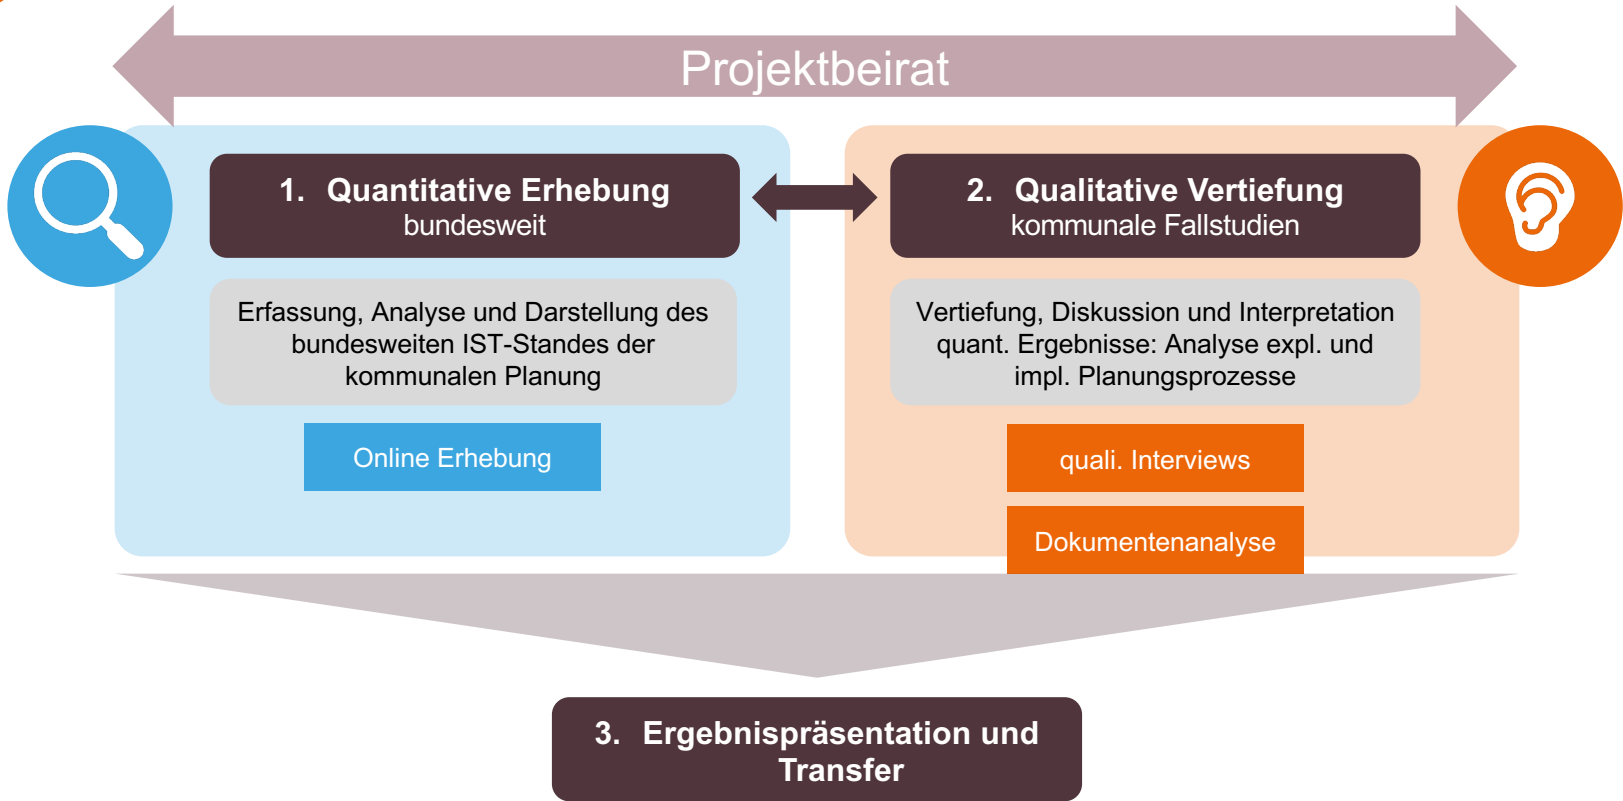 Projektbeirat
1. Quantitative Erhebung
bundesweit
Erfassung, Analyse und Darstellung des
bundesweiten IST-Standes der
kommunalen Planung
Online Erhebung
2. Qualitative Vertiefung
kommunale Fallstudien
Vertiefung, Diskussion und Interpretation
quant. Ergebnisse: Analyse expl. und
impl. Planungsprozesse
quali. Interviews
Dokumentenanalyse
3. Ergebnispräsentation und
Transfer